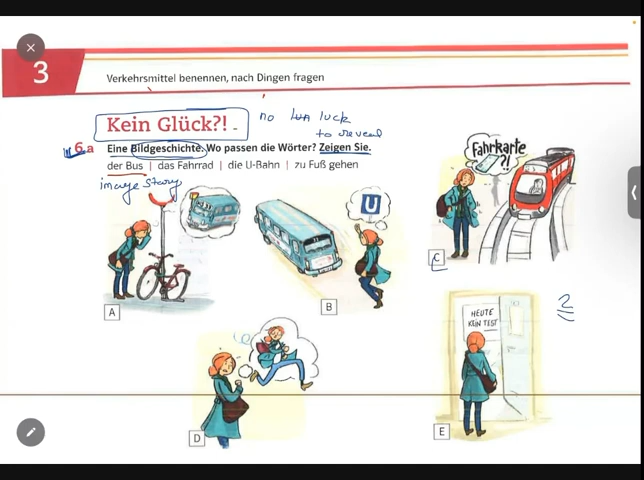 3
Verkehrsmittel benennen, nach Dingen fragen
Kein Glück?! -
no luck
to reveal
6 a Eine Bildgeschichte. Wo passen die Wörter? Zeigen Sie.
der Bus | das Fahrrad | die U-Bahn | zu Fuß gehen
image story
Fahrkarte
?!
U
A
B
C
HEUTE
KEIN TEST
2
D
E